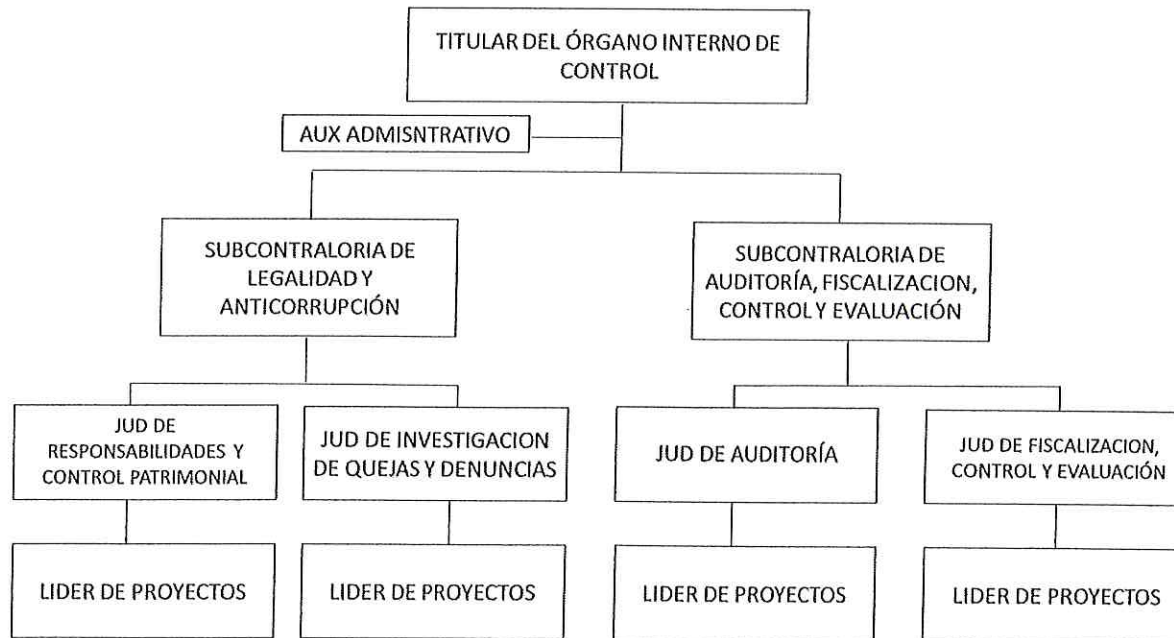 TITULAR DEL ÓRGANO INTERNO DE
CONTROL
AUX ADMISNTRATIVO
SUBCONTRALORIA DE
LEGALIDAD Y
ANTICORRUPCIÓN
SUBCONTRALORIA DE
AUDITORÍA, FISCALIZACION,
CONTROL Y EVALUACIÓN
JUD DE
RESPONSABILIDADES Y
CONTROL PATRIMONIAL
JUD DE INVESTIGACION
DE QUEJAS Y DENUNCIAS
JUD DE AUDITORÍA
JUD DE FISCALIZACION,
CONTROL Y EVALUACIÓN
LIDER DE PROYECTOS
LIDER DE PROYECTOS
LIDER DE PROYECTOS
LIDER DE PROYECTOS